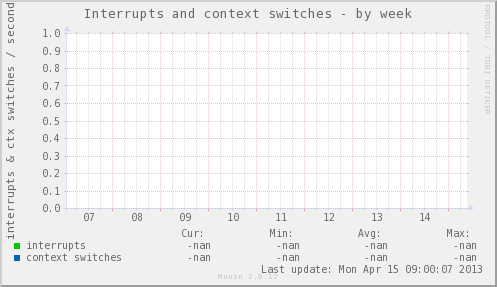 Interrupts and context switches - by week
RRDTOOL / TOBI OETIKER
interrupts & ctx switches / second
1.0
0.9
0.8
0.7
0.6
0.5
0.4
0.3
0.2
0.1
0.0
07 08 09 10 11 12 13 14
Cur: Min: Avg: Max:
interrupts -nan -nan -nan -nan
context switches -nan -nan -nan -nan
Last update: Mon Apr 15 09:00:07 2013
Munin 2.0.12